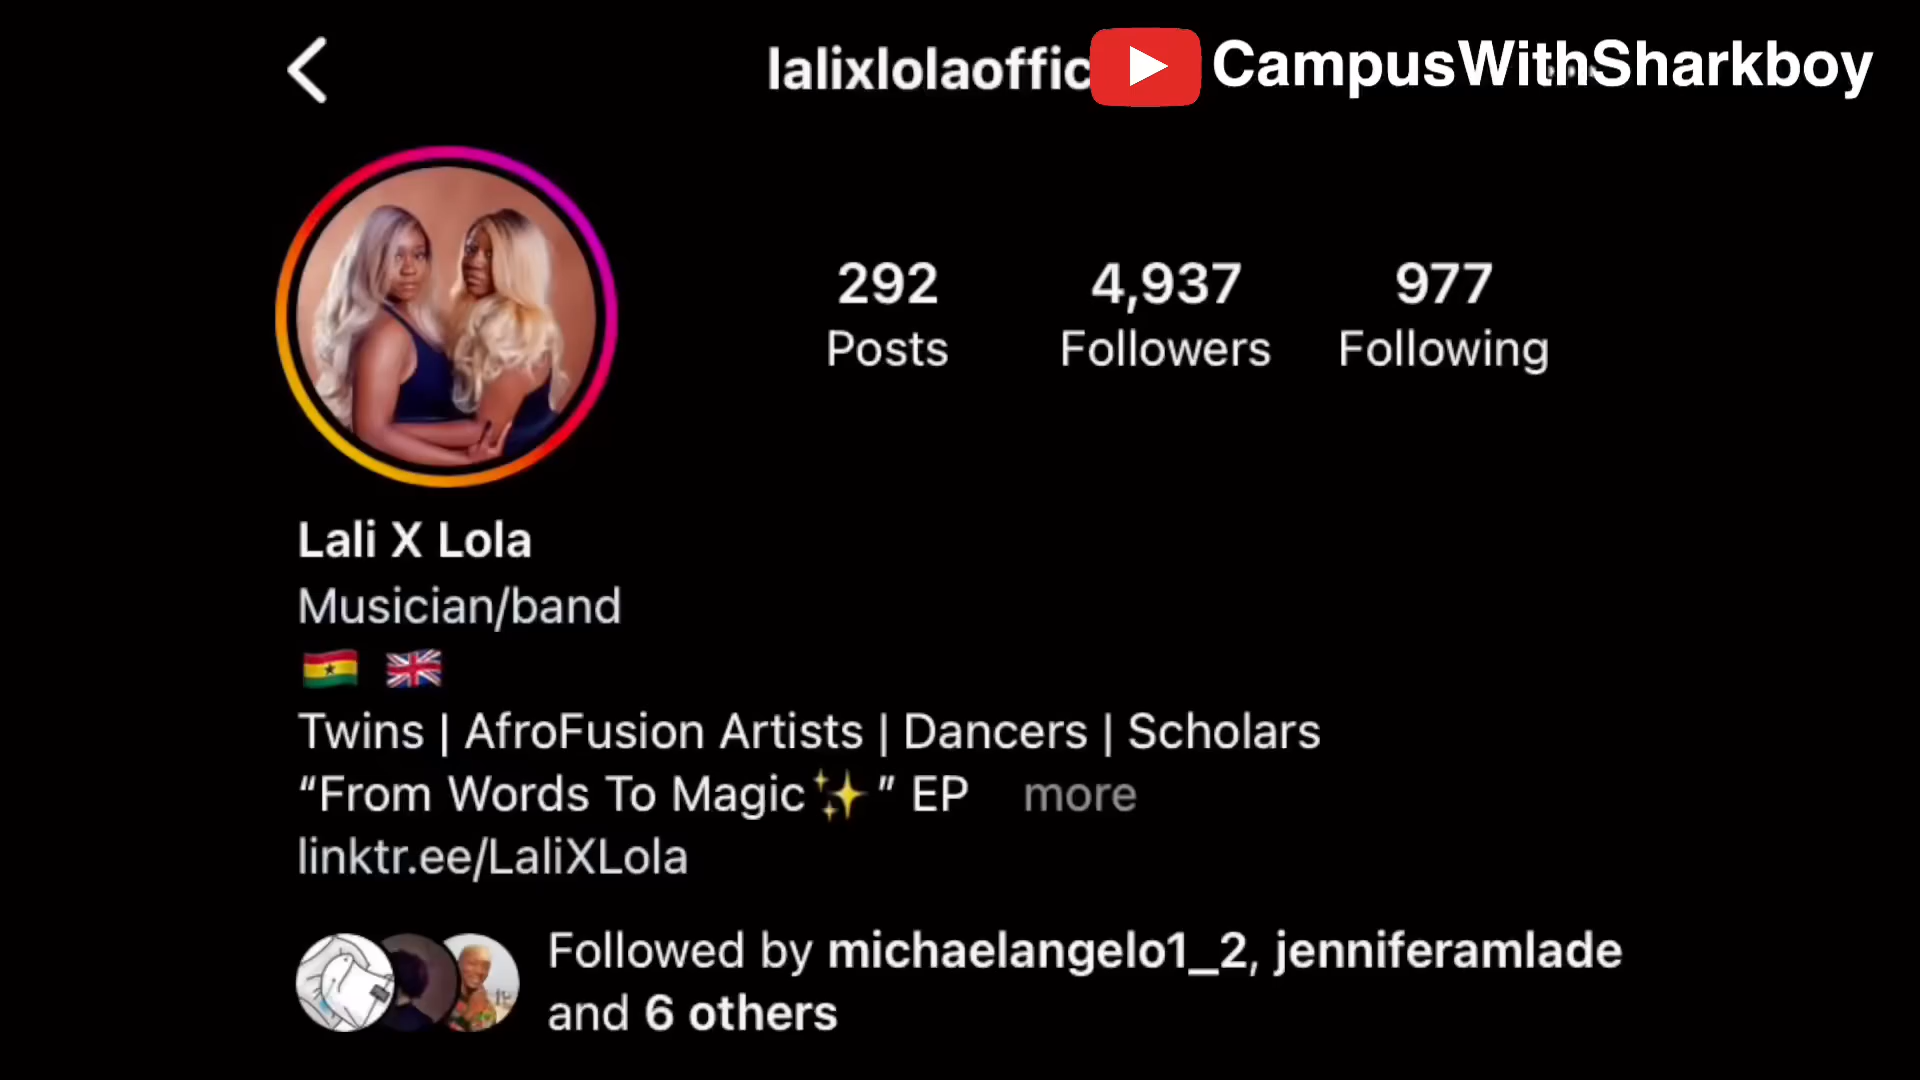 lalixlolaoffic
CampusWithSharkboy
292 4,937 977
Posts Followers Following
Lali X Lola
Musician/band
🇬🇭 🇬🇧
Twins | AfroFusion Artists | Dancers | Scholars
“From Words To Magic✨” EP more
linktr.ee/LaliXLola
Followed by michaelangelo1_2, jenniferamlade
and 6 others